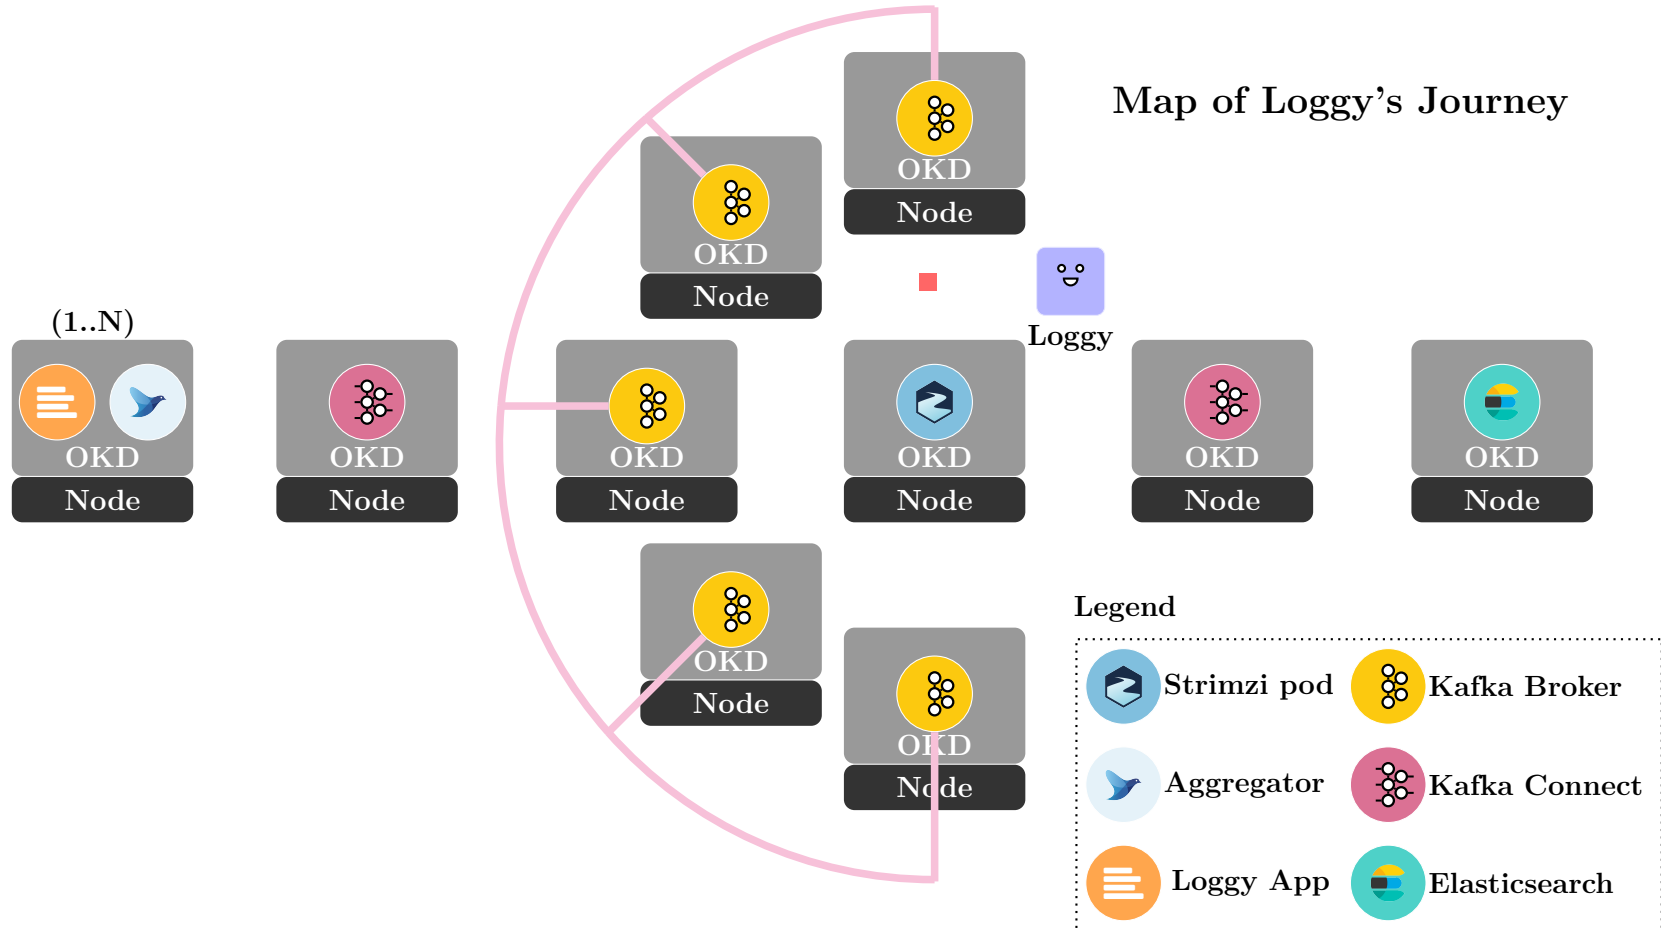 Map of Loggy's Journey
OKD
Node
OKD
Node
Loggy
(1..N)
OKD
Node
OKD
Node
OKD
Node
OKD
Node
OKD
Node
OKD
Node
OKD
Node
OKD
Node
Legend
Strimzi pod
Kafka Broker
Aggregator
Kafka Connect
Loggy App
Elasticsearch